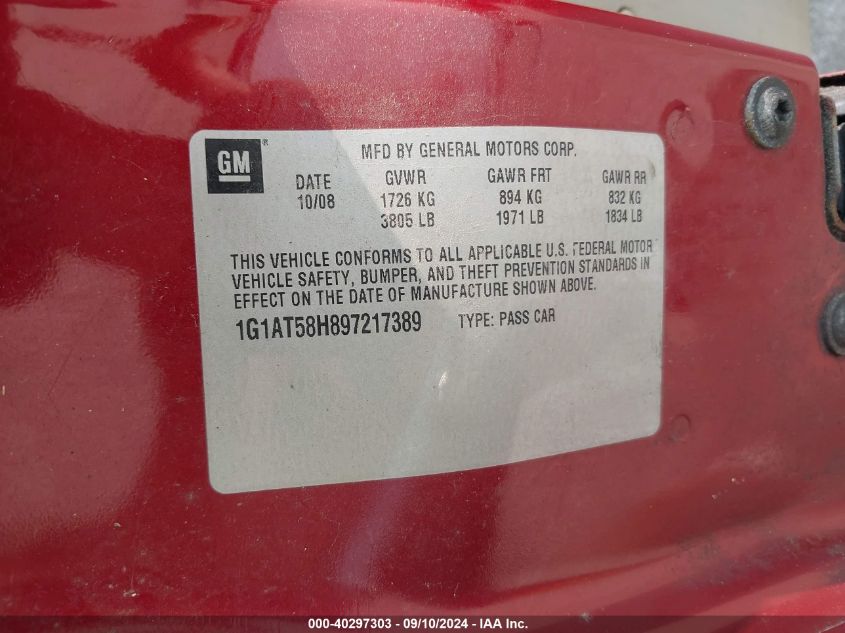 GM
MFD BY GENERAL MOTORS CORP.
DATE GVWR GAWR FRT GAWR RR
10/08 1726 KG 894 KG 832 KG
3805 LB 1971 LB 1834 LB
THIS VEHICLE CONFORMS TO ALL APPLICABLE U.S. FEDERAL MOTOR
VEHICLE SAFETY, BUMPER, AND THEFT PREVENTION STANDARDS IN
EFFECT ON THE DATE OF MANUFACTURE SHOWN ABOVE.
1G1AT58H897217389 TYPE: PASS CAR
000-40297303 - 09/10/2024 - IAA Inc.